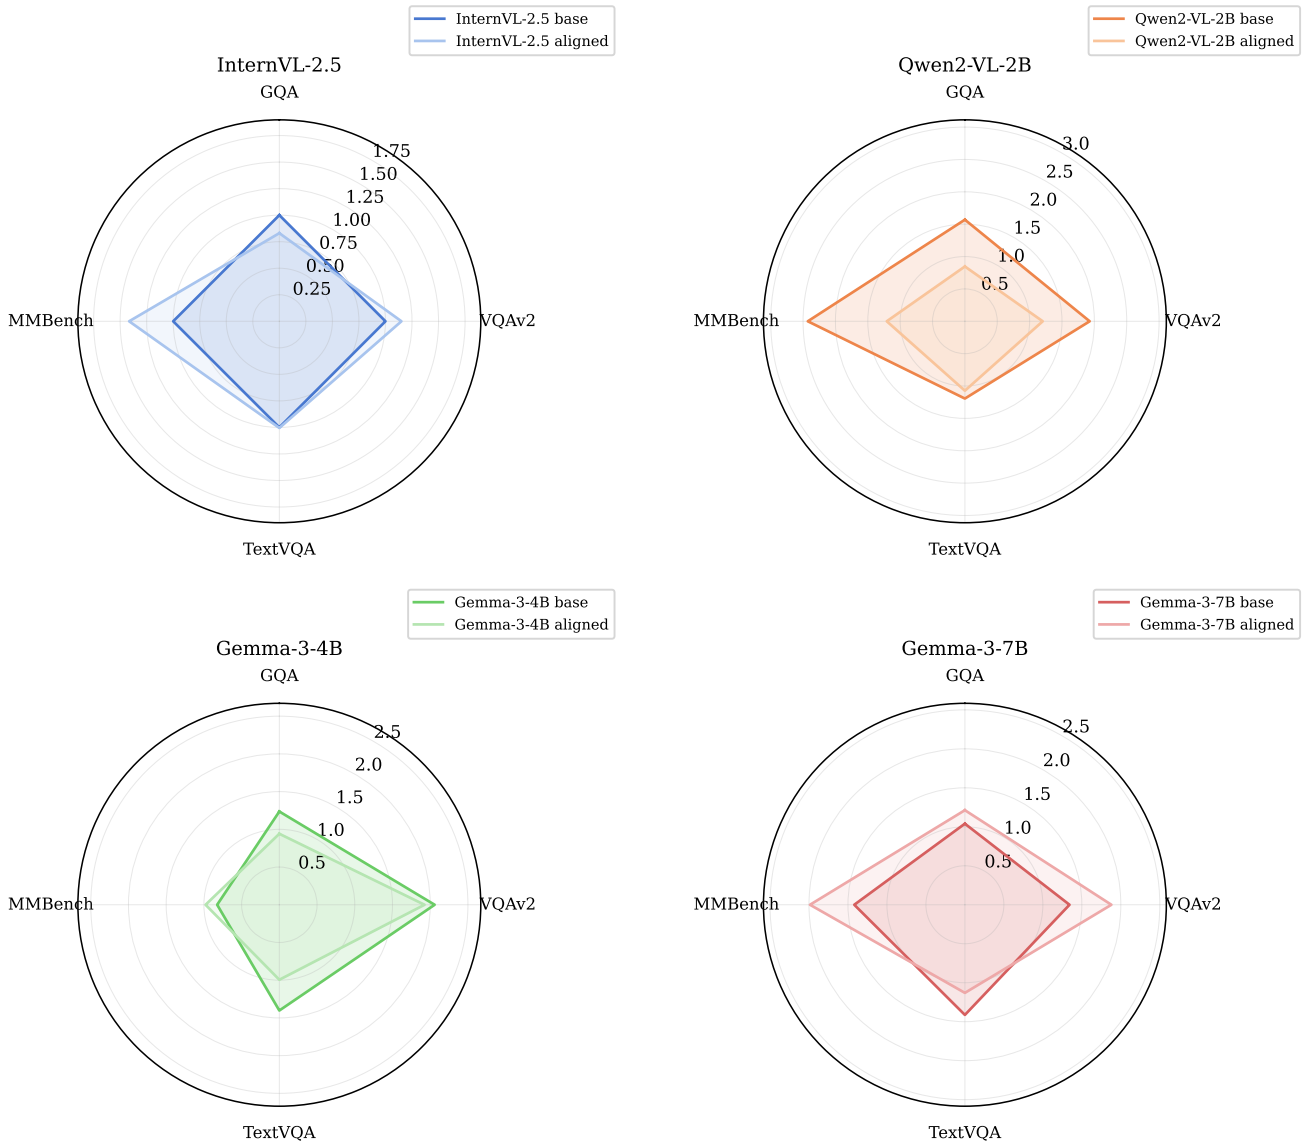 InternVL-2.5 base
InternVL-2.5 aligned
InternVL-2.5
GQA
1.75
1.50
1.25
1.00
0.75
0.50
0.25
MMBench
VQAv2
TextVQA
Qwen2-VL-2B base
Qwen2-VL-2B aligned
Qwen2-VL-2B
GQA
3.0
2.5
2.0
1.5
1.0
0.5
MMBench
VQAv2
TextVQA
Gemma-3-4B base
Gemma-3-4B aligned
Gemma-3-4B
GQA
2.5
2.0
1.5
1.0
0.5
MMBench
VQAv2
TextVQA
Gemma-3-7B base
Gemma-3-7B aligned
Gemma-3-7B
GQA
2.5
2.0
1.5
1.0
0.5
MMBench
VQAv2
TextVQA